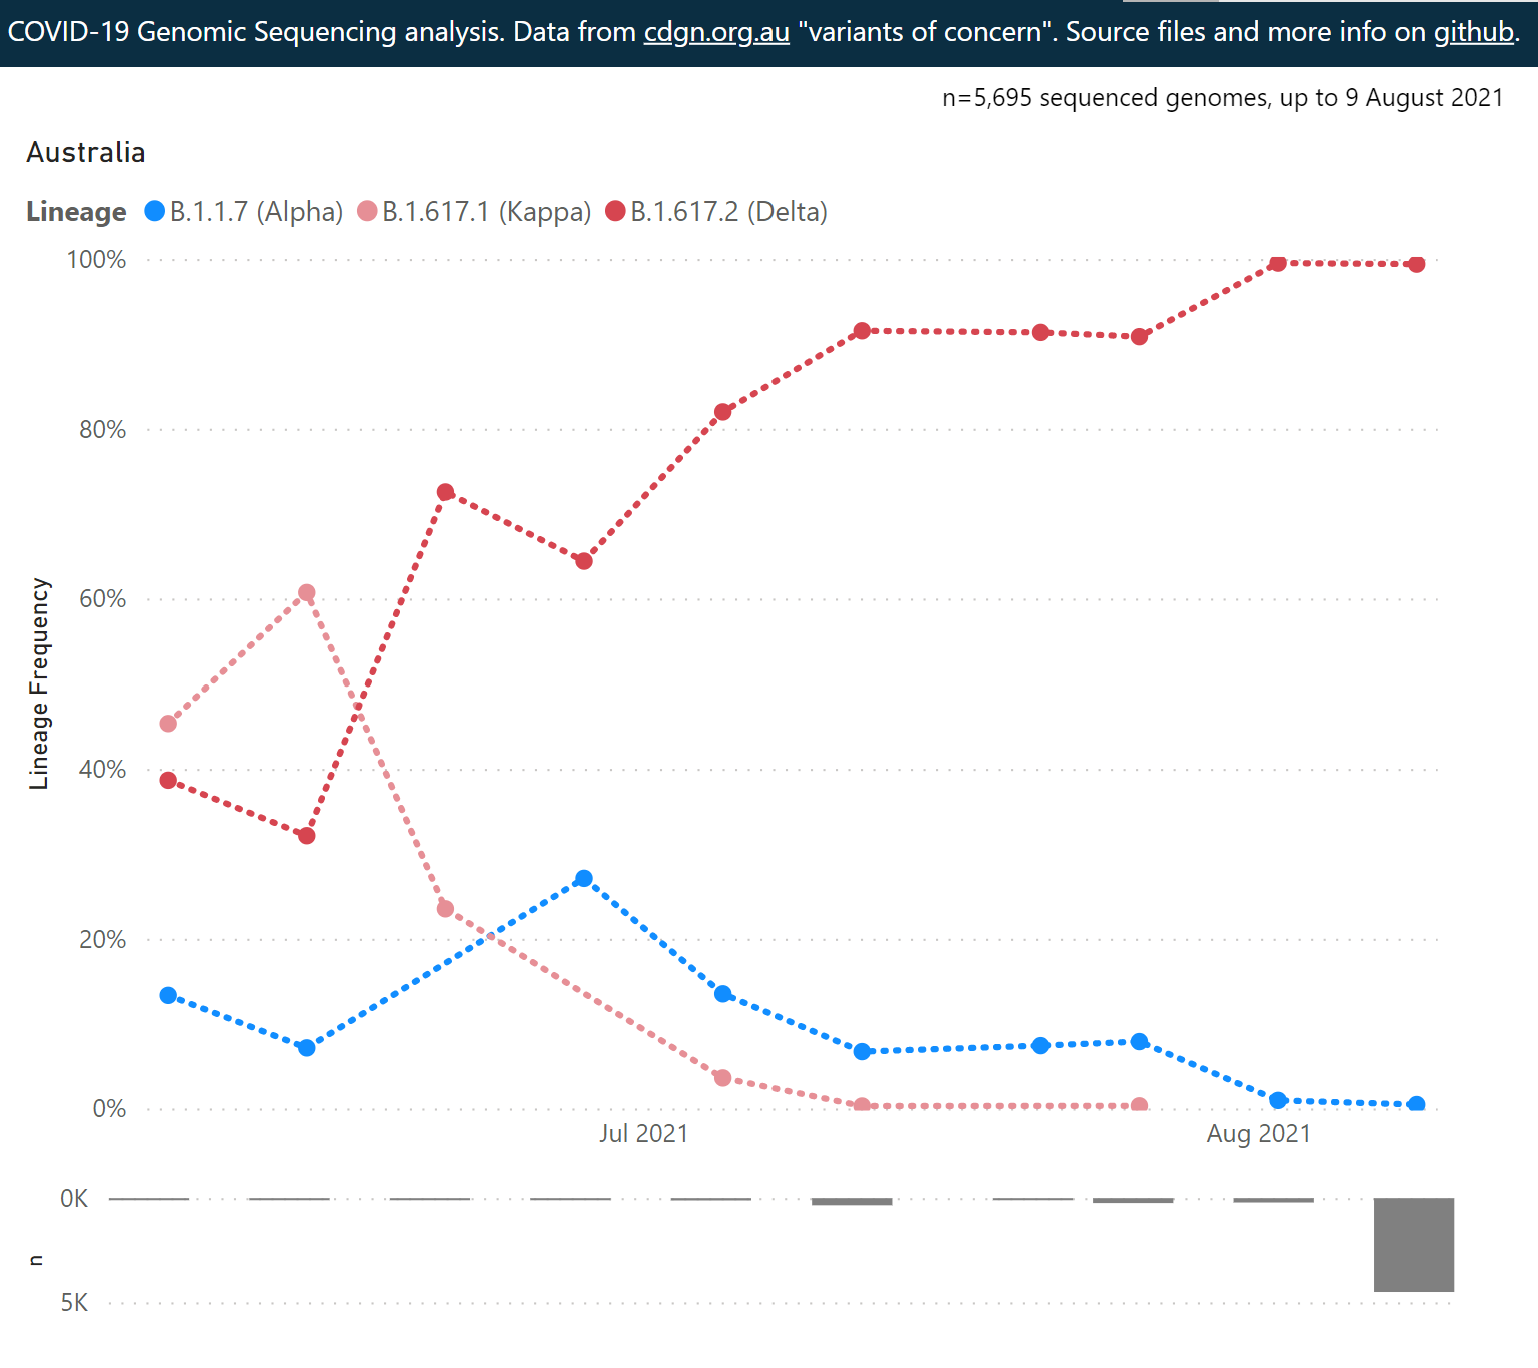 COVID-19 Genomic Sequencing analysis. Data from cdgn.org.au "variants of concern". Source files and more info on github.
n=5,695 sequenced genomes, up to 9 August 2021
Australia
Lineage B.1.1.7 (Alpha) B.1.617.1 (Kappa) B.1.617.2 (Delta)
100%
80%
60%
40%
20%
0%
Lineage Frequency
Jul 2021 Aug 2021
0K
n
5K